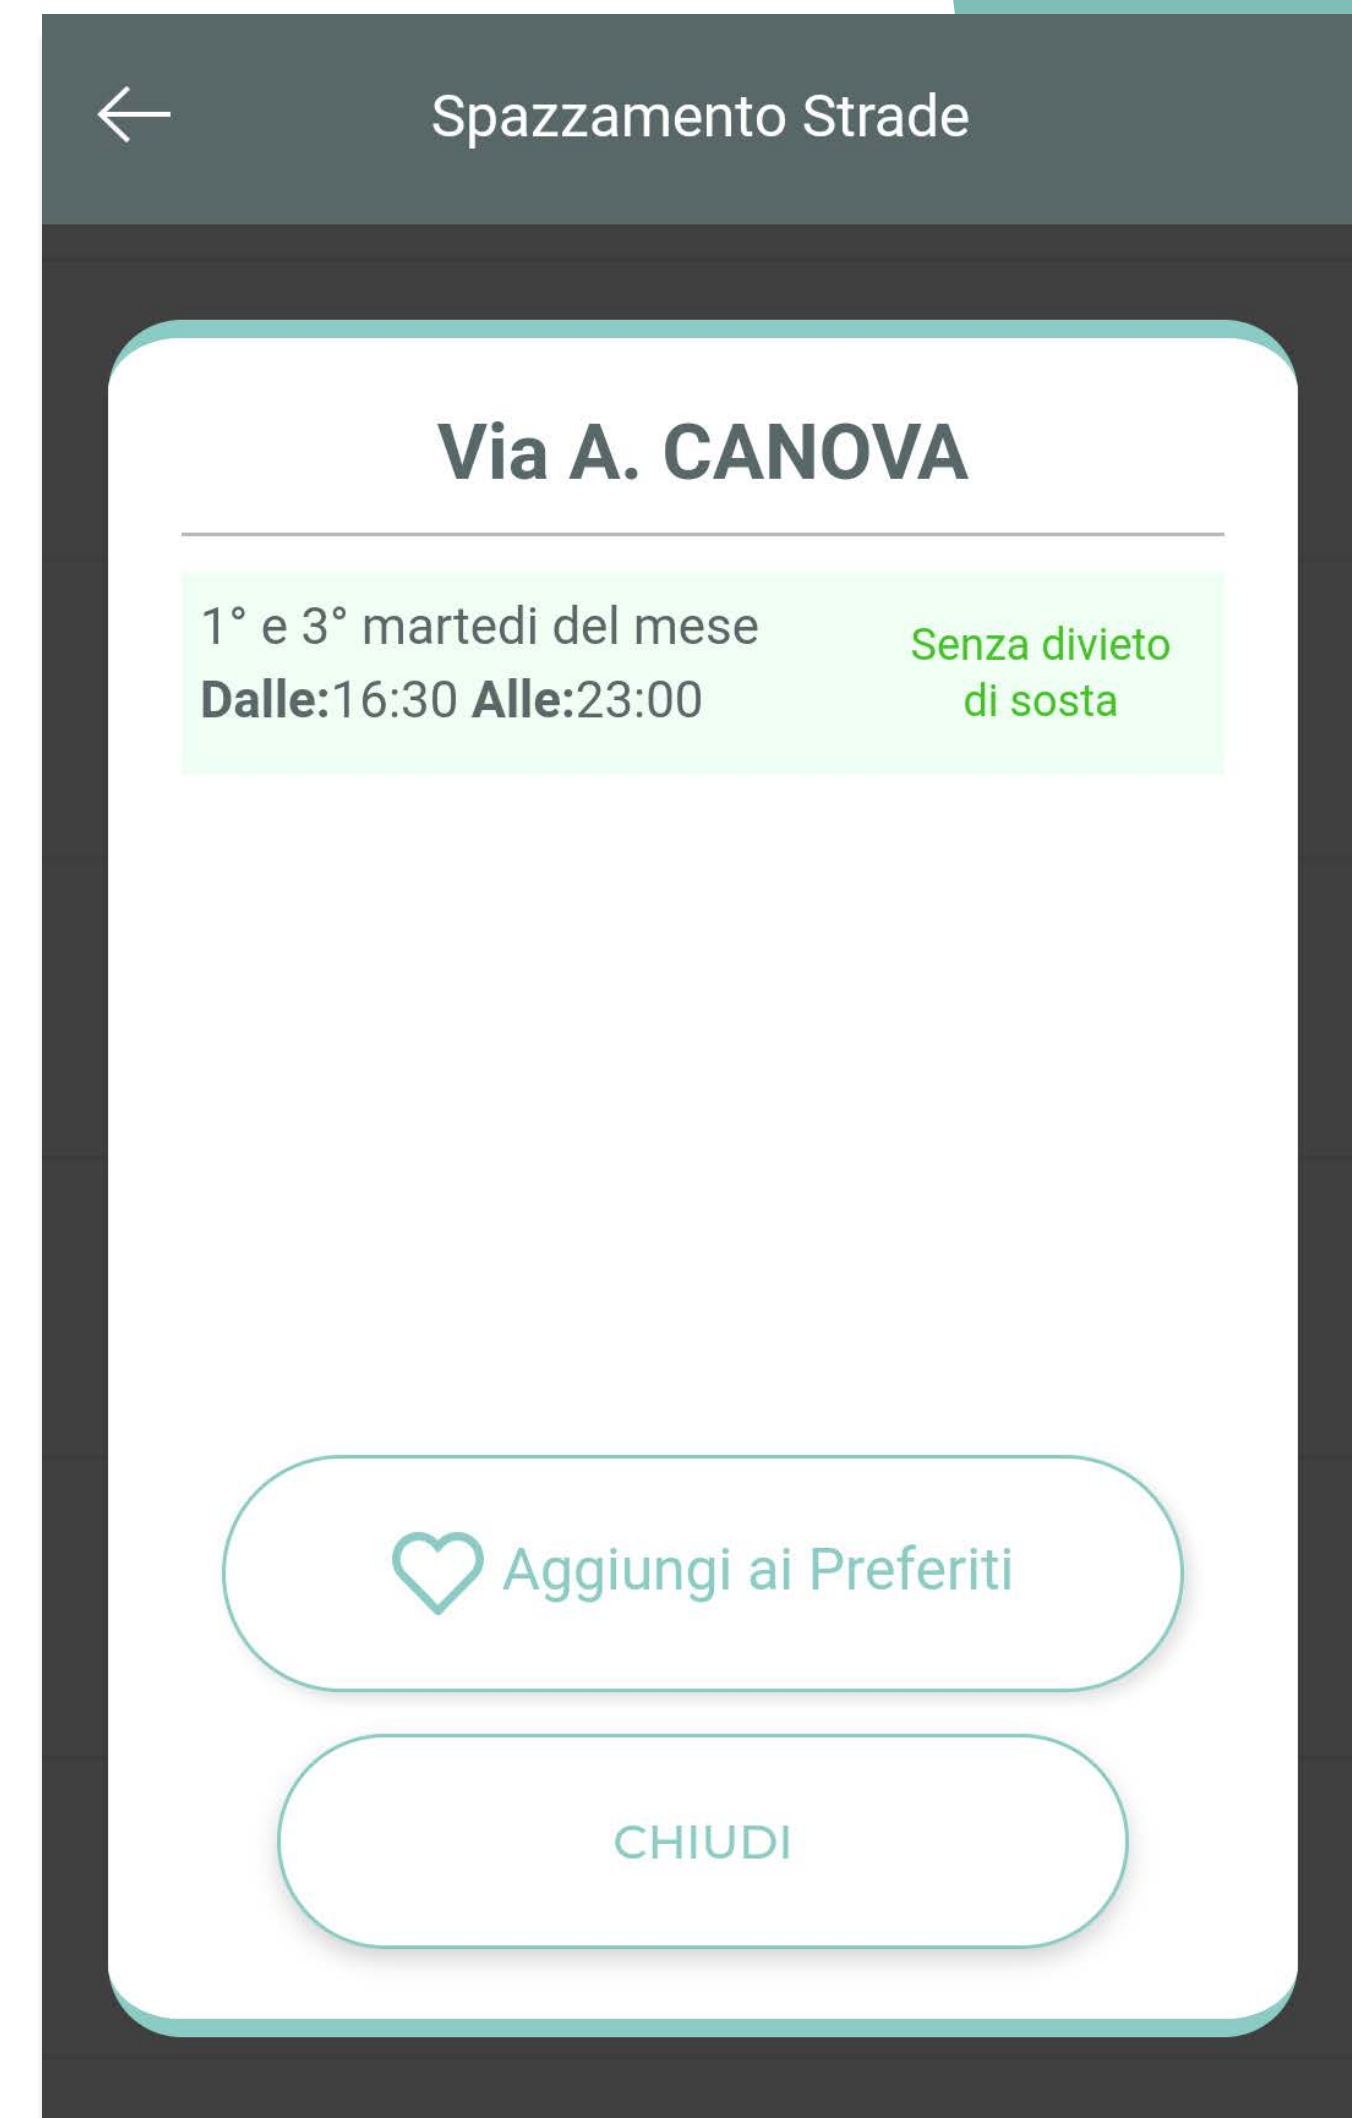 Spazzamento Strade
Via A. CANOVA
1° e 3° martedi del mese
Dalle:16:30 Alle:23:00
Senza divieto
di sosta
Aggiungi ai Preferiti
CHIUDI